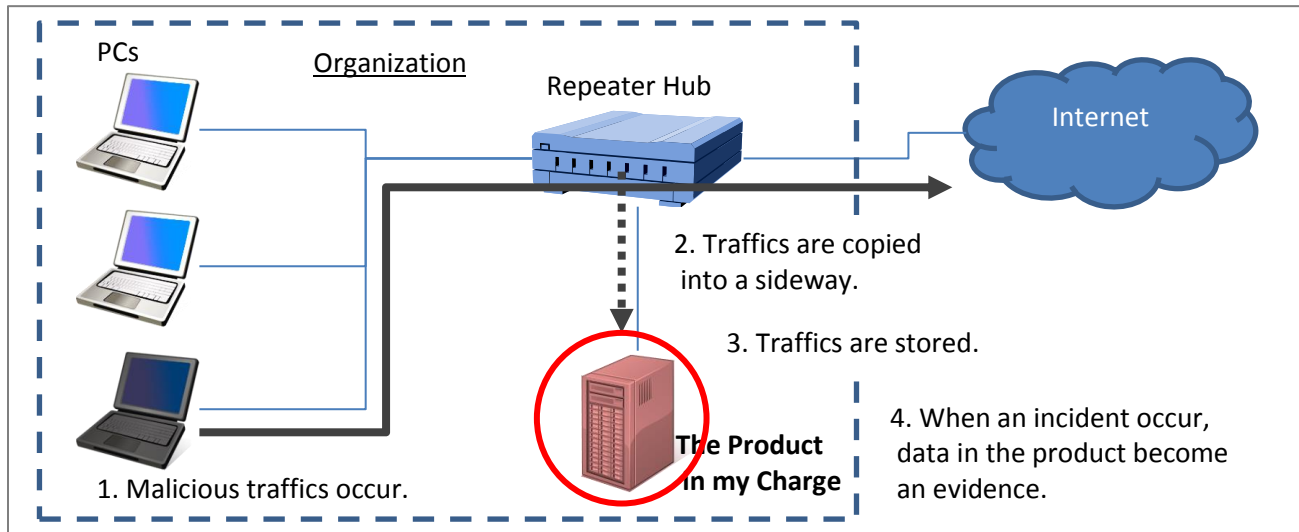 PCs
Organization
Repeater Hub
Internet
2. Traffics are copied
into a sideway.
3. Traffics are stored.
The Product
in my Charge
4. When an incident occur,
data in the product become
an evidence.
1. Malicious traffics occur.